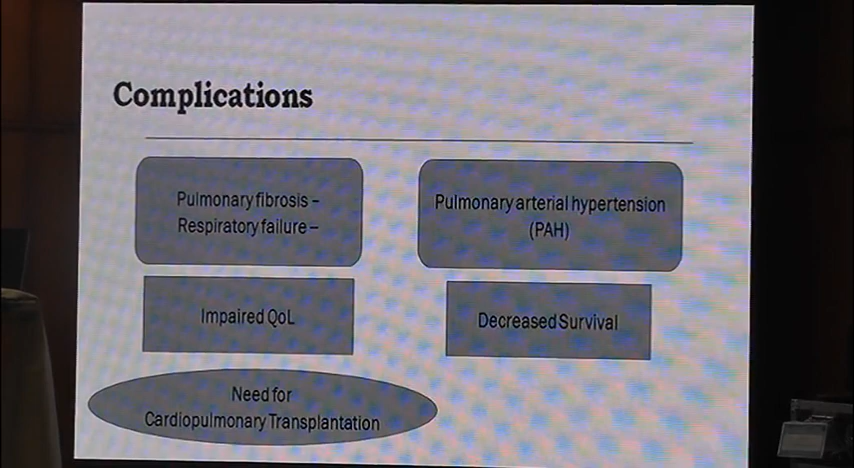 Complications
Pulmonary fibrosis –
Respiratory failure –
Pulmonary arterial hypertension
(PAH)
Impaired QoL
Decreased Survival
Need for
Cardiopulmonary Transplantation